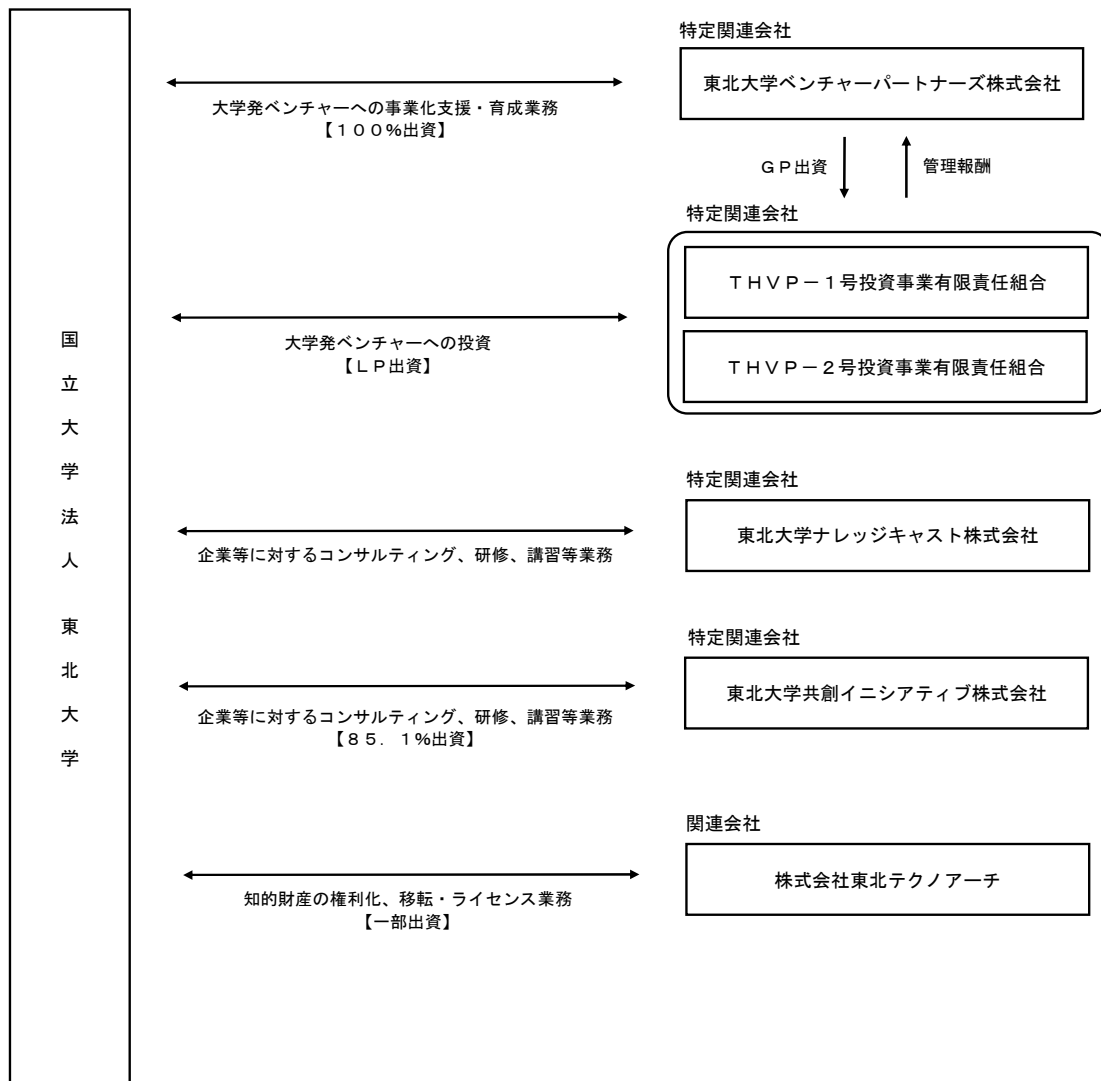 国立大学法人 東北大学
特定関連会社
東北大学ベンチャーパートナーズ株式会社
大学発ベンチャーへの事業化支援・育成業務
【１００％出資】
ＧＰ出資
管理報酬
特定関連会社
ＴＨＶＰ－１号投資事業有限責任組合
大学発ベンチャーへの投資
【ＬＰ出資】
ＴＨＶＰ－２号投資事業有限責任組合
特定関連会社
東北大学ナレッジキャスト株式会社
企業等に対するコンサルティング、研修、講習等業務
特定関連会社
東北大学共創イニシアティブ株式会社
企業等に対するコンサルティング、研修、講習等業務
【８５．１％出資】
関連会社
株式会社東北テクノアーチ
知的財産の権利化、移転・ライセンス業務
【一部出資】